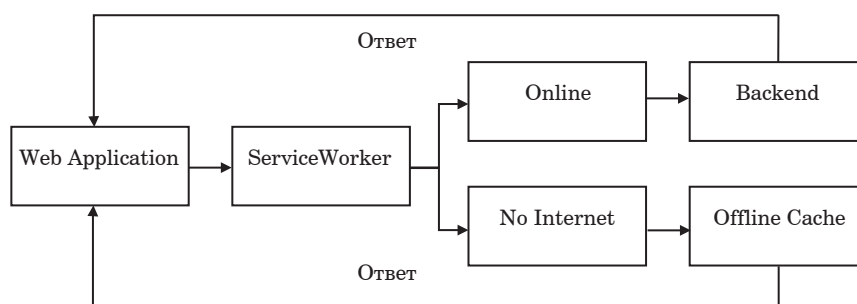 Ответ
Online
Backend
Web Application
ServiceWorker
No Internet
Offline Cache
Ответ